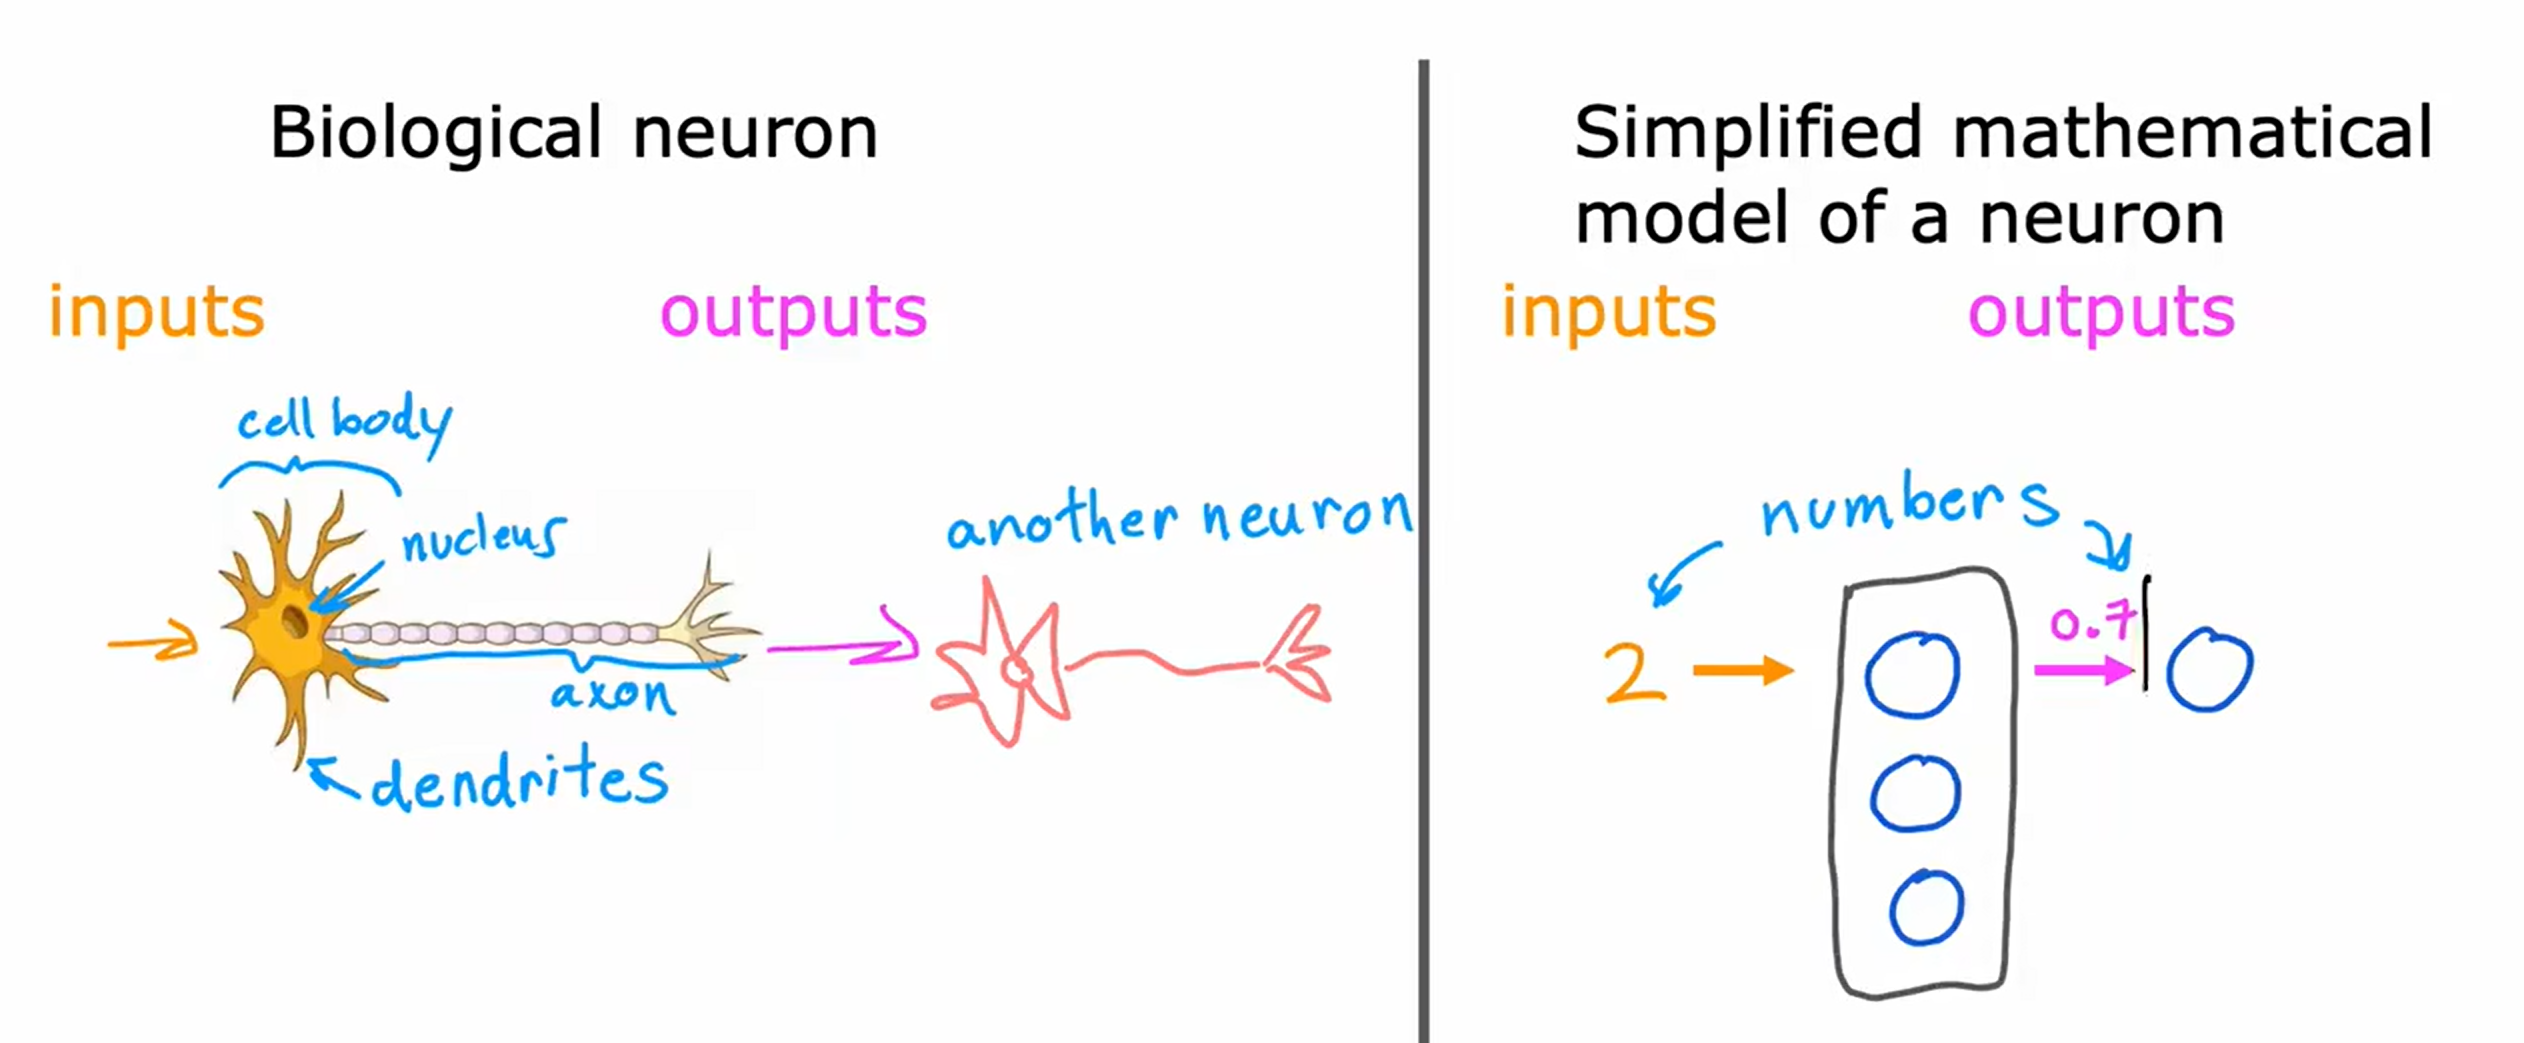 Biological neuron
inputs
outputs
cell body
nucleus
another neuron
axon
dendrites
Simplified mathematical
model of a neuron
inputs
outputs
numbers
2
0.7